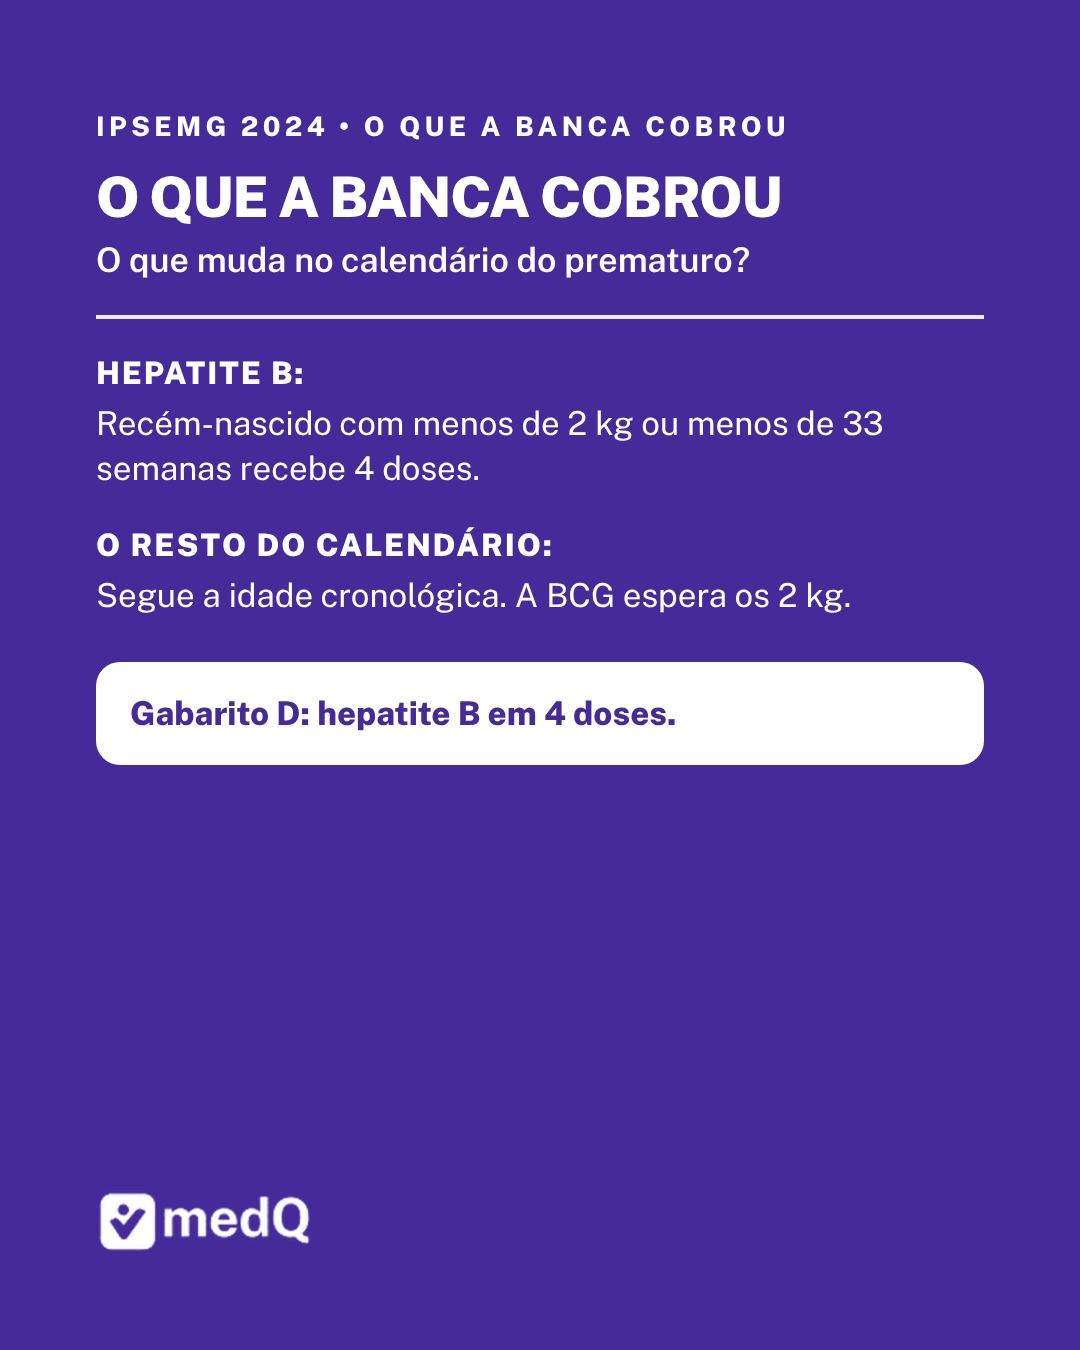 IPSEMG 2024 • O QUE A BANCA COBROU
O QUE A BANCA COBROU
O que muda no calendário do prematuro?
HEPATITE B:
Recém-nascido com menos de 2 kg ou menos de 33
semanas recebe 4 doses.
O RESTO DO CALENDÁRIO:
Segue a idade cronológica. A BCG espera os 2 kg.
Gabarito D: hepatite B em 4 doses.
medQ